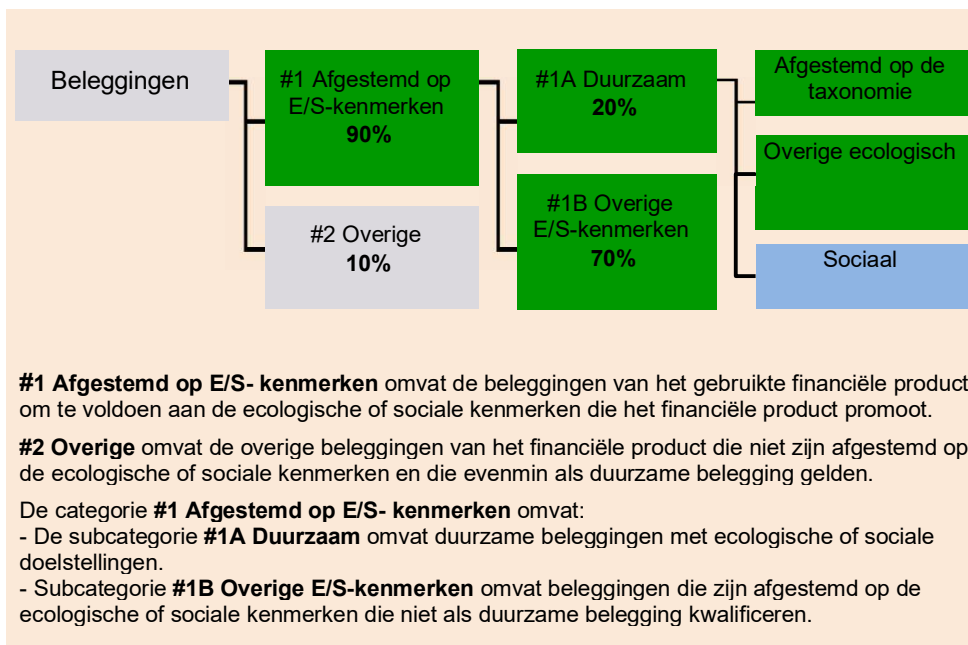 Beleggingen
#1 Afgestemd op
E/S-kenmerken
90%
#2 Overige
10%
#1A Duurzaam
20%
#1B Overige
E/S-kenmerken
70%
Afgestemd op de
taxonomie
Overige ecologisch
Sociaal
#1 Afgestemd op E/S- kenmerken omvat de beleggingen van het gebruikte financiële product
om te voldoen aan de ecologische of sociale kenmerken die het financiële product promoot.
#2 Overige omvat de overige beleggingen van het financiële product die niet zijn afgestemd op
de ecologische of sociale kenmerken en die evenmin als duurzame belegging gelden.
De categorie #1 Afgestemd op E/S- kenmerken omvat:
- De subcategorie #1A Duurzaam omvat duurzame beleggingen met ecologische of sociale
doelstellingen.
- Subcategorie #1B Overige E/S-kenmerken omvat beleggingen die zijn afgestemd op de
ecologische of sociale kenmerken die niet als duurzame belegging kwalificeren.